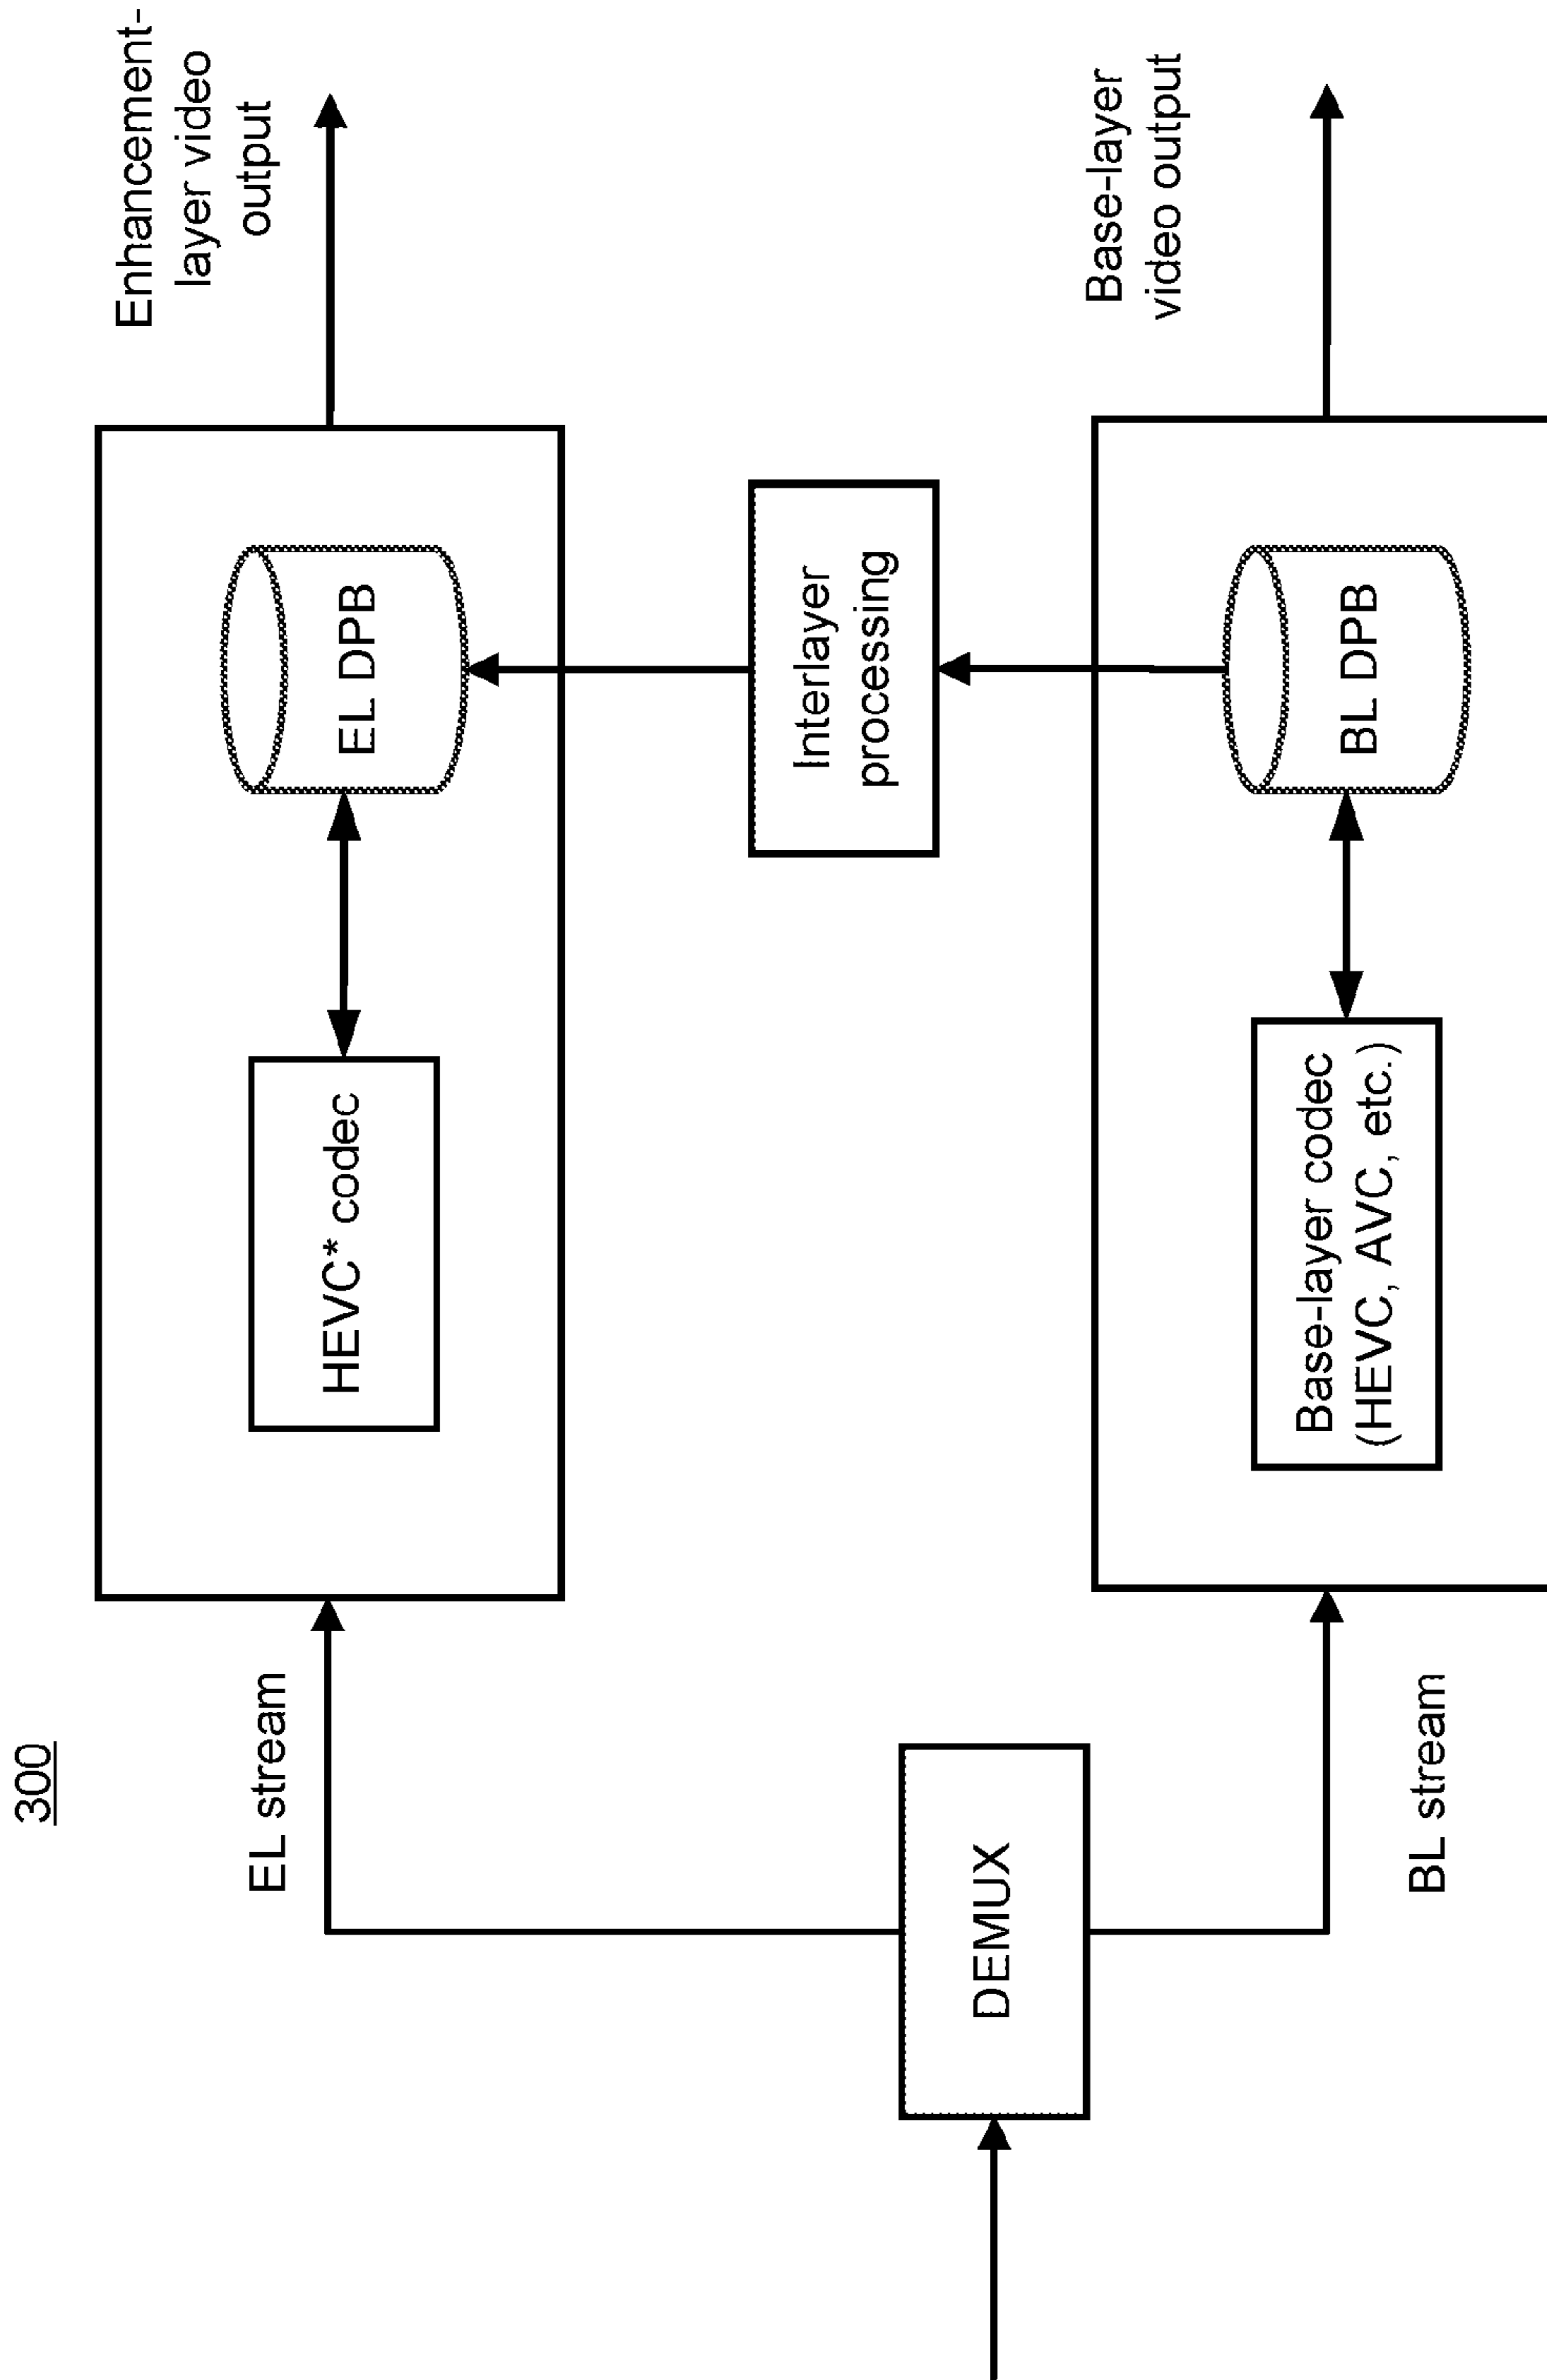 300
Enhancement-
layer video
output
EL stream
HEVC* codec
EL DPB
Interlayer
processing
DEMUX
Base-layer
video output
BL stream
Base-layer codec
(HEVC, AVC, etc.)
BL DPB